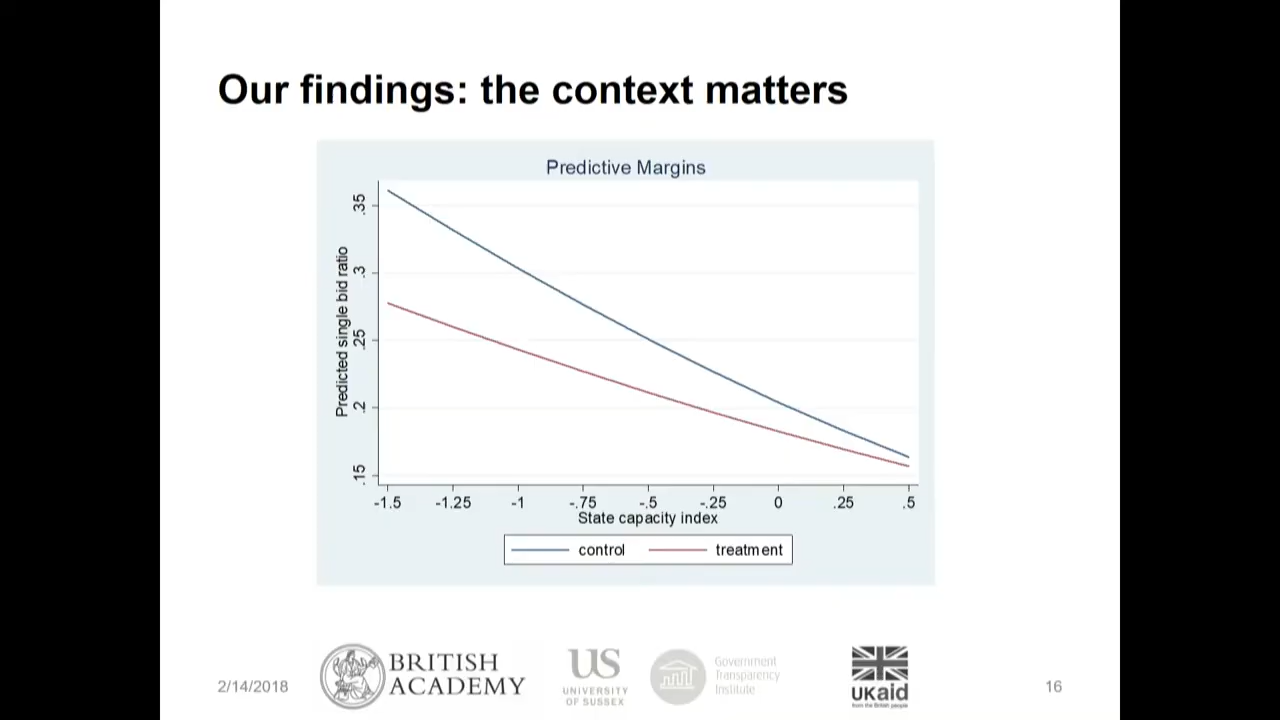 Our findings: the context matters
Predictive Margins
Predicted single bid ratio
.35
.3
.25
.2
.15
-1.5 -1.25 -1 -.75 -.5 -.25 0 .25 .5
State capacity index
control treatment
2/14/2018
BRITISH
ACADEMY
US
UNIVERSITY
OF SUSSEX
Government
Transparency
Institute
UKaid
from the British people
16